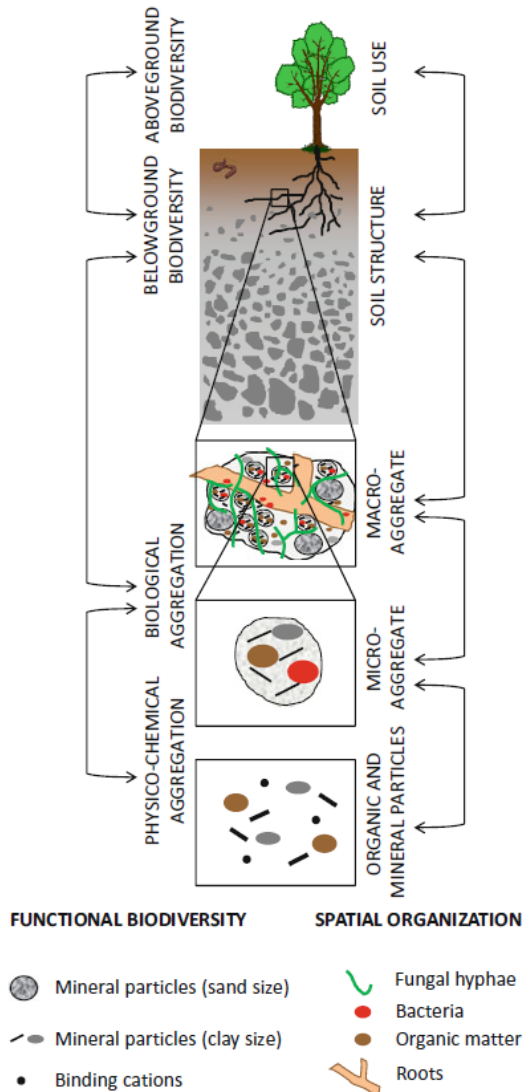 ABOVEGROUND
BIODIVERSITY
SOIL USE
BELOWGROUND
BIODIVERSITY
SOIL STRUCTURE
MACRO-
AGGREGATE
BIOLOGICAL
AGGREGATION
MICRO-
AGGREGATE
PHYSICO-CHEMICAL
AGGREGATION
ORGANIC AND
MINERAL PARTICLES
FUNCTIONAL BIODIVERSITY
SPATIAL ORGANIZATION
Mineral particles (sand size)
Mineral particles (clay size)
Binding cations
Fungal hyphae
Bacteria
Organic matter
Roots